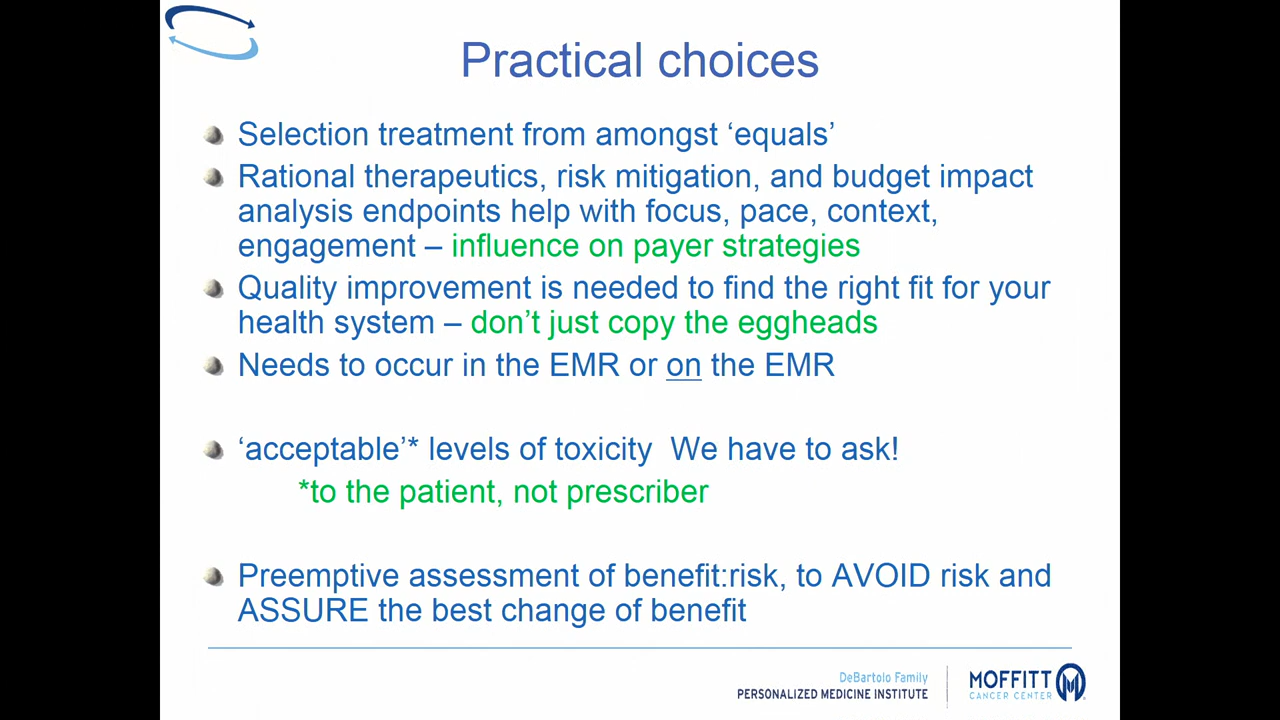 Practical choices
Selection treatment from amongst ‘equals’
Rational therapeutics, risk mitigation, and budget impact
analysis endpoints help with focus, pace, context,
engagement – influence on payer strategies
Quality improvement is needed to find the right fit for your
health system – don’t just copy the eggheads
Needs to occur in the EMR or on the EMR
‘acceptable’* levels of toxicity  We have to ask!
*to the patient, not prescriber
Preemptive assessment of benefit:risk, to AVOID risk and
ASSURE the best change of benefit
DeBartolo Family
PERSONALIZED MEDICINE INSTITUTE
MOFFITT
CANCER CENTER